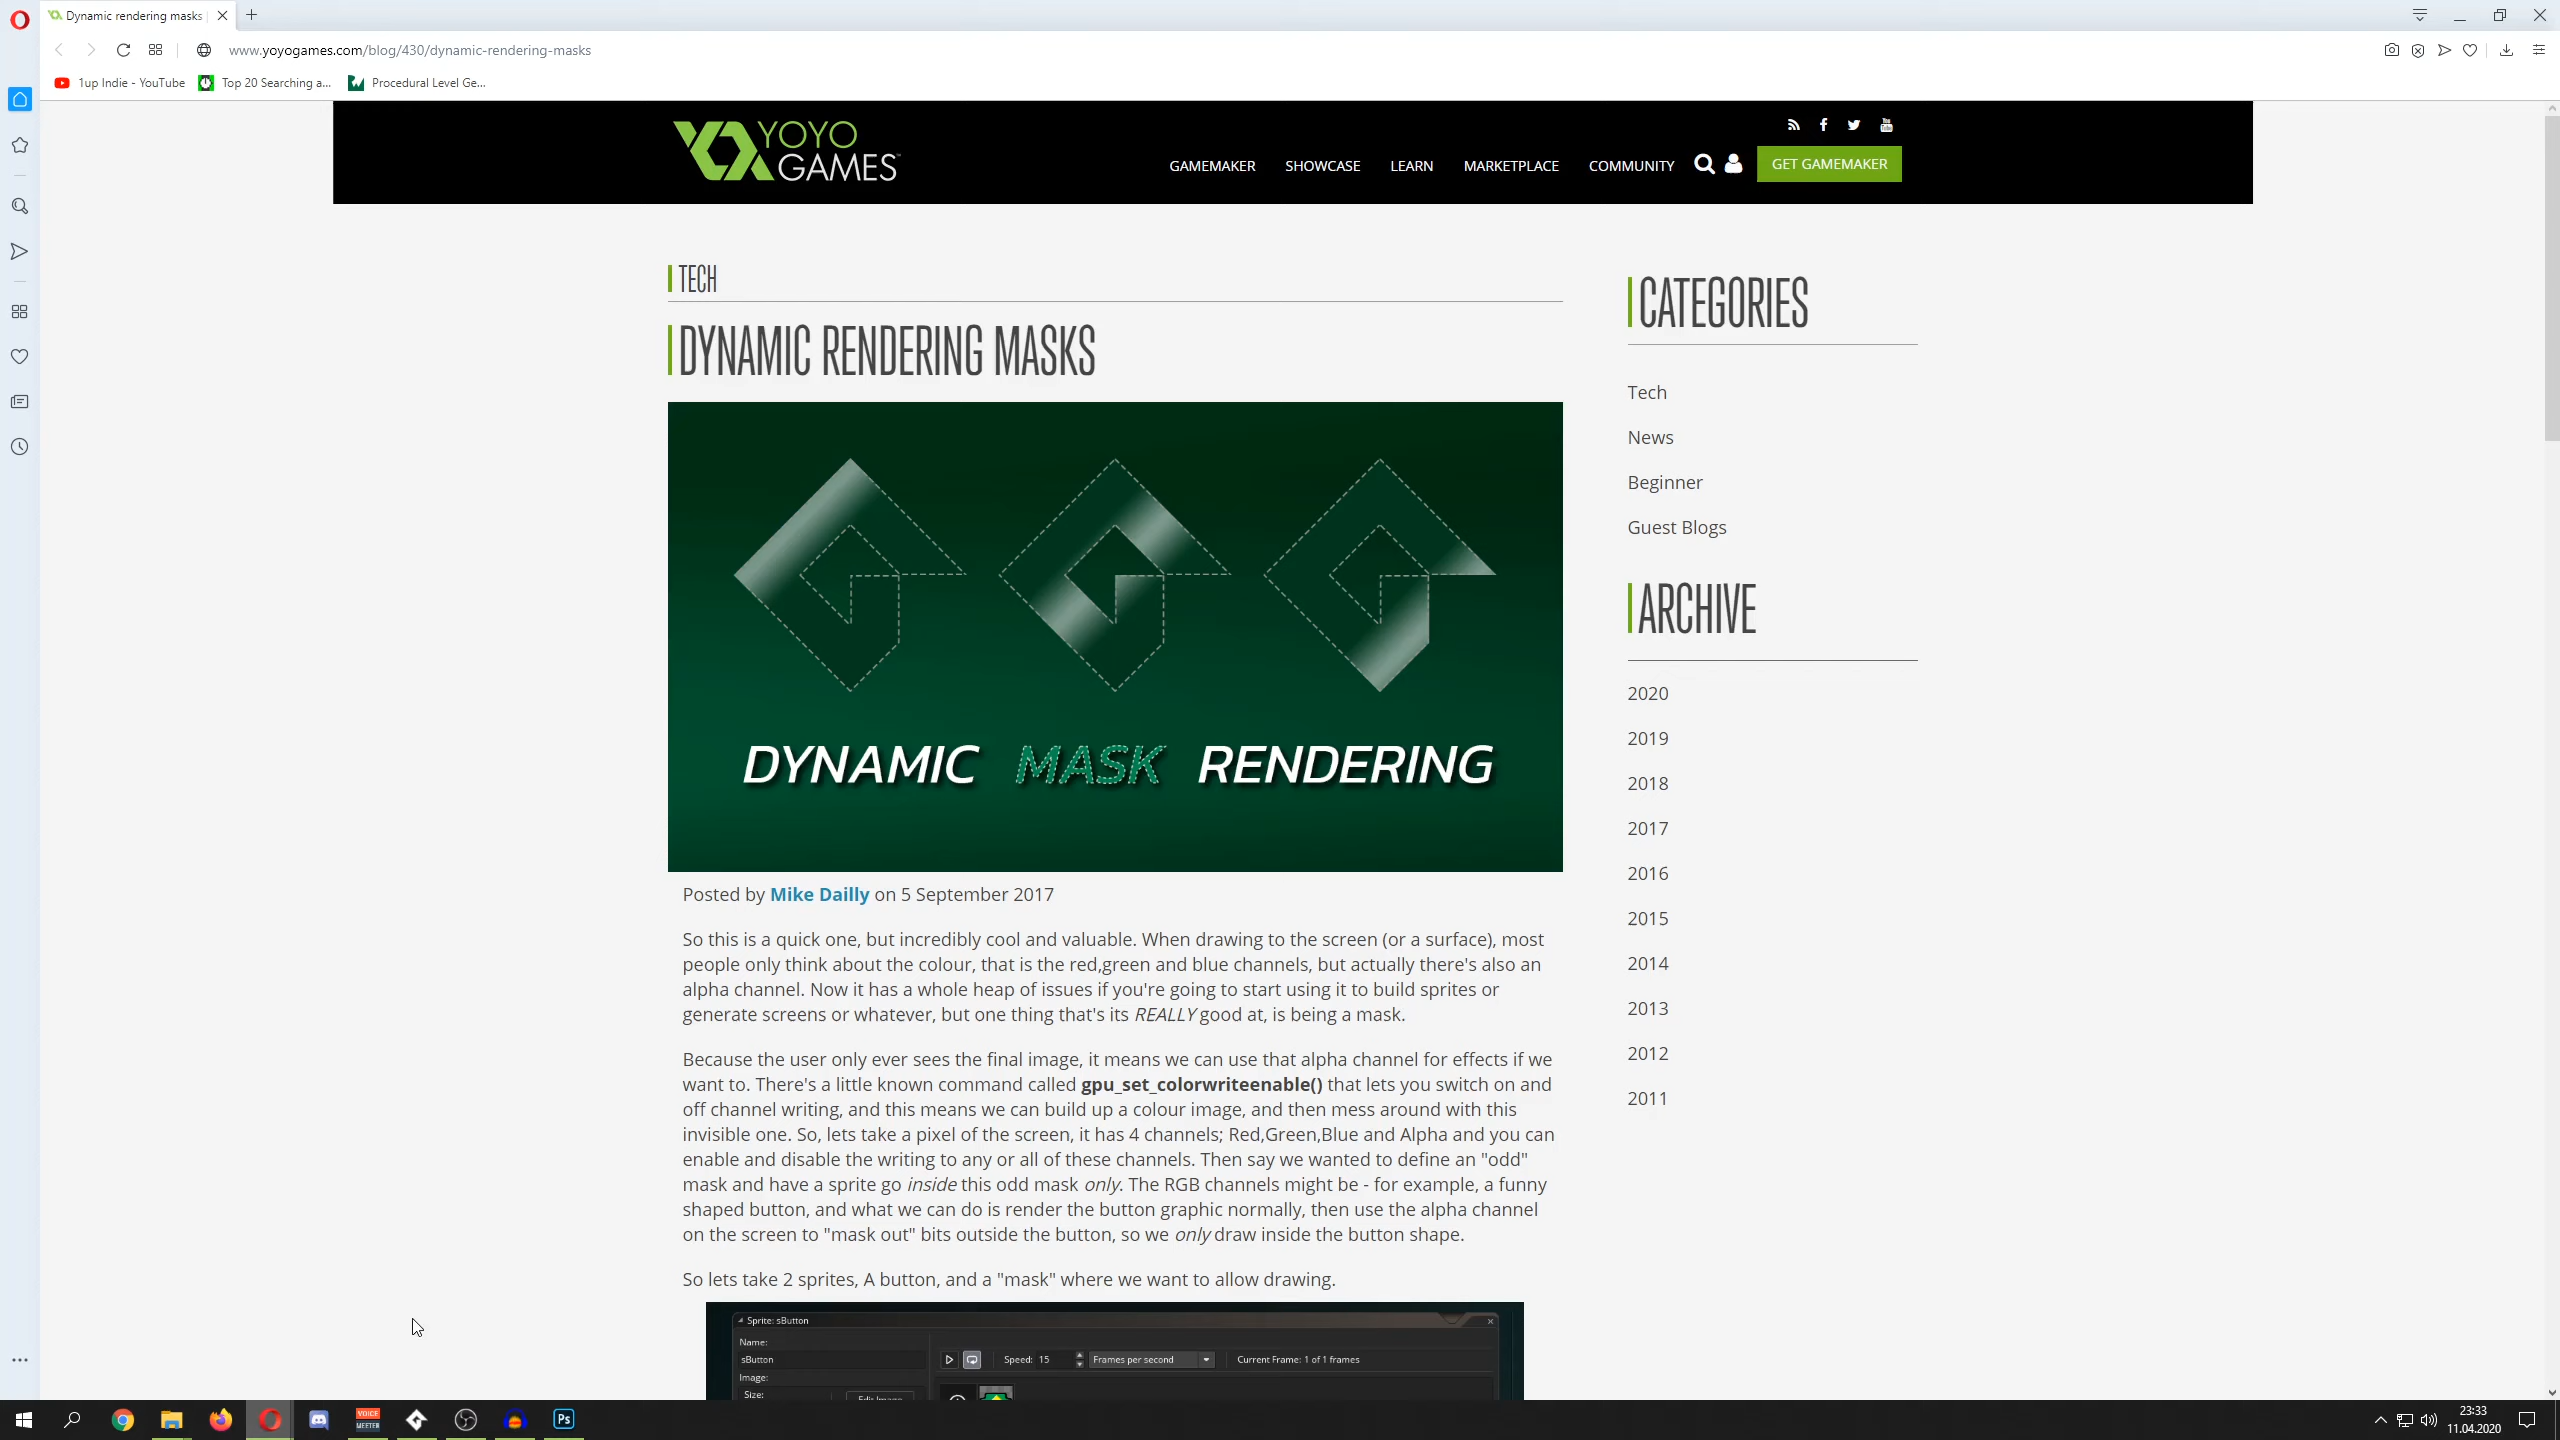 Dynamic rendering masks
www.yoyogames.com/blog/430/dynamic-rendering-masks
1up Indie - YouTube
Top 20 Searching a...
Procedural Level Ge...
YOYO
GAMES™
GAMEMAKER
SHOWCASE
LEARN
MARKETPLACE
COMMUNITY
GET GAMEMAKER
TECH
DYNAMIC RENDERING MASKS
DYNAMIC MASK RENDERING
Posted by Mike Dailly on 5 September 2017
So this is a quick one, but incredibly cool and valuable. When drawing to the screen (or a surface), most
people only think about the colour, that is the red,green and blue channels, but actually there's also an
alpha channel. Now it has a whole heap of issues if you're going to start using it to build sprites or
generate screens or whatever, but one thing that's its REALLY good at, is being a mask.
Because the user only ever sees the final image, it means we can use that alpha channel for effects if we
want to. There's a little known command called gpu_set_colorwriteenable() that lets you switch on and
off channel writing, and this means we can build up a colour image, and then mess around with this
invisible one. So, lets take a pixel of the screen, it has 4 channels; Red,Green,Blue and Alpha and you can
enable and disable the writing to any or all of these channels. Then say we wanted to define an "odd"
mask and have a sprite go inside this odd mask only. The RGB channels might be - for example, a funny
shaped button, and what we can do is render the button graphic normally, then use the alpha channel
on the screen to "mask out" bits outside the button, so we only draw inside the button shape.
So lets take 2 sprites, A button, and a "mask" where we want to allow drawing.
Sprite: sButton
Name:
sButton
Image:
Size:
Edit Image
Speed: 15
Frames per second
Current Frame: 1 of 1 frames
CATEGORIES
Tech
News
Beginner
Guest Blogs
ARCHIVE
2020
2019
2018
2017
2016
2015
2014
2013
2012
2011
VOICE
MEETER
Ps
23:33
11.04.2020